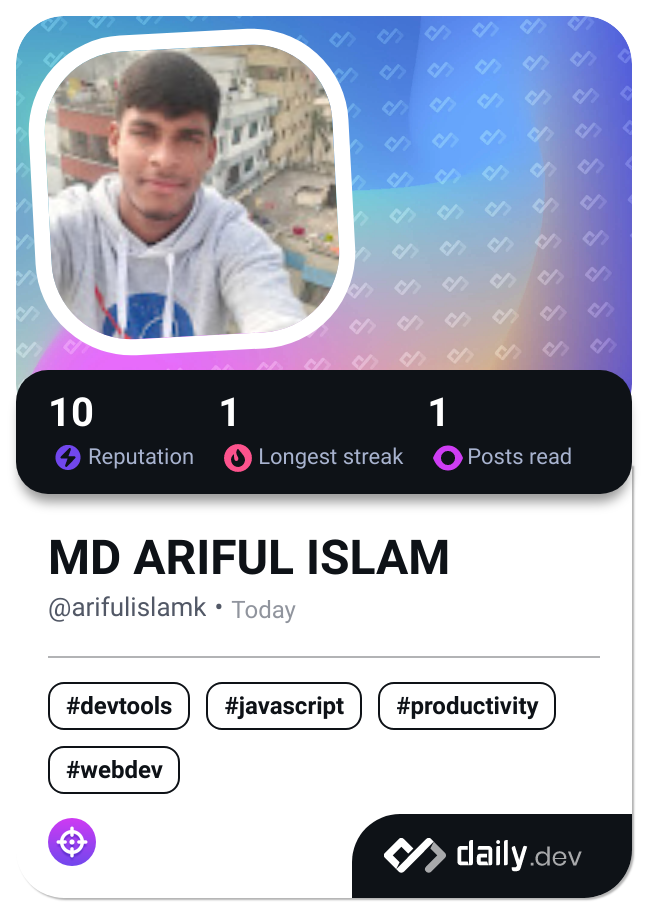 10 1 1
Reputation Longest streak Posts read
MD ARIFUL ISLAM
@arifulislamk • Today
#devtools #javascript #productivity
#webdev
daily.dev